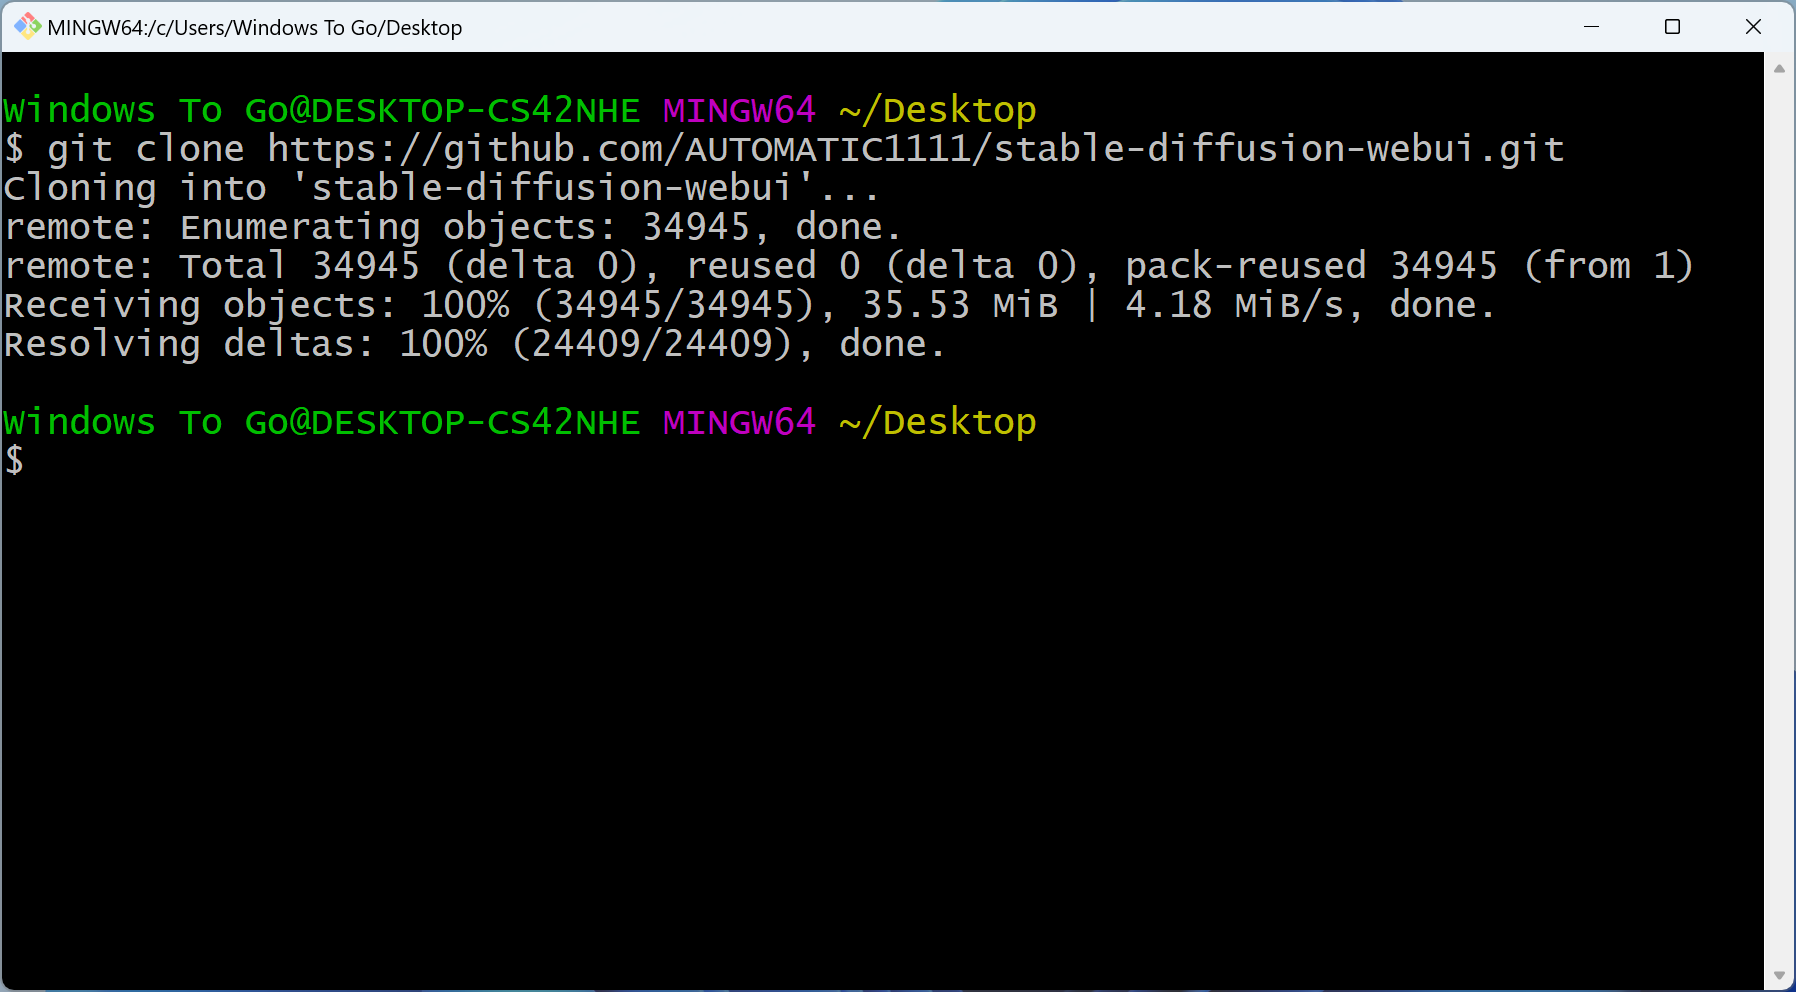 MINGW64:/c/Users/Windows To Go/Desktop
Windows To Go@DESKTOP-CS42NHE MINGW64 ~/Desktop
$ git clone https://github.com/AUTOMATIC1111/stable-diffusion-webui.git
Cloning into 'stable-diffusion-webui'...
remote: Enumerating objects: 34945, done.
remote: Total 34945 (delta 0), reused 0 (delta 0), pack-reused 34945 (from 1)
Receiving objects: 100% (34945/34945), 35.53 MiB | 4.18 MiB/s, done.
Resolving deltas: 100% (24409/24409), done.
Windows To Go@DESKTOP-CS42NHE MINGW64 ~/Desktop
$